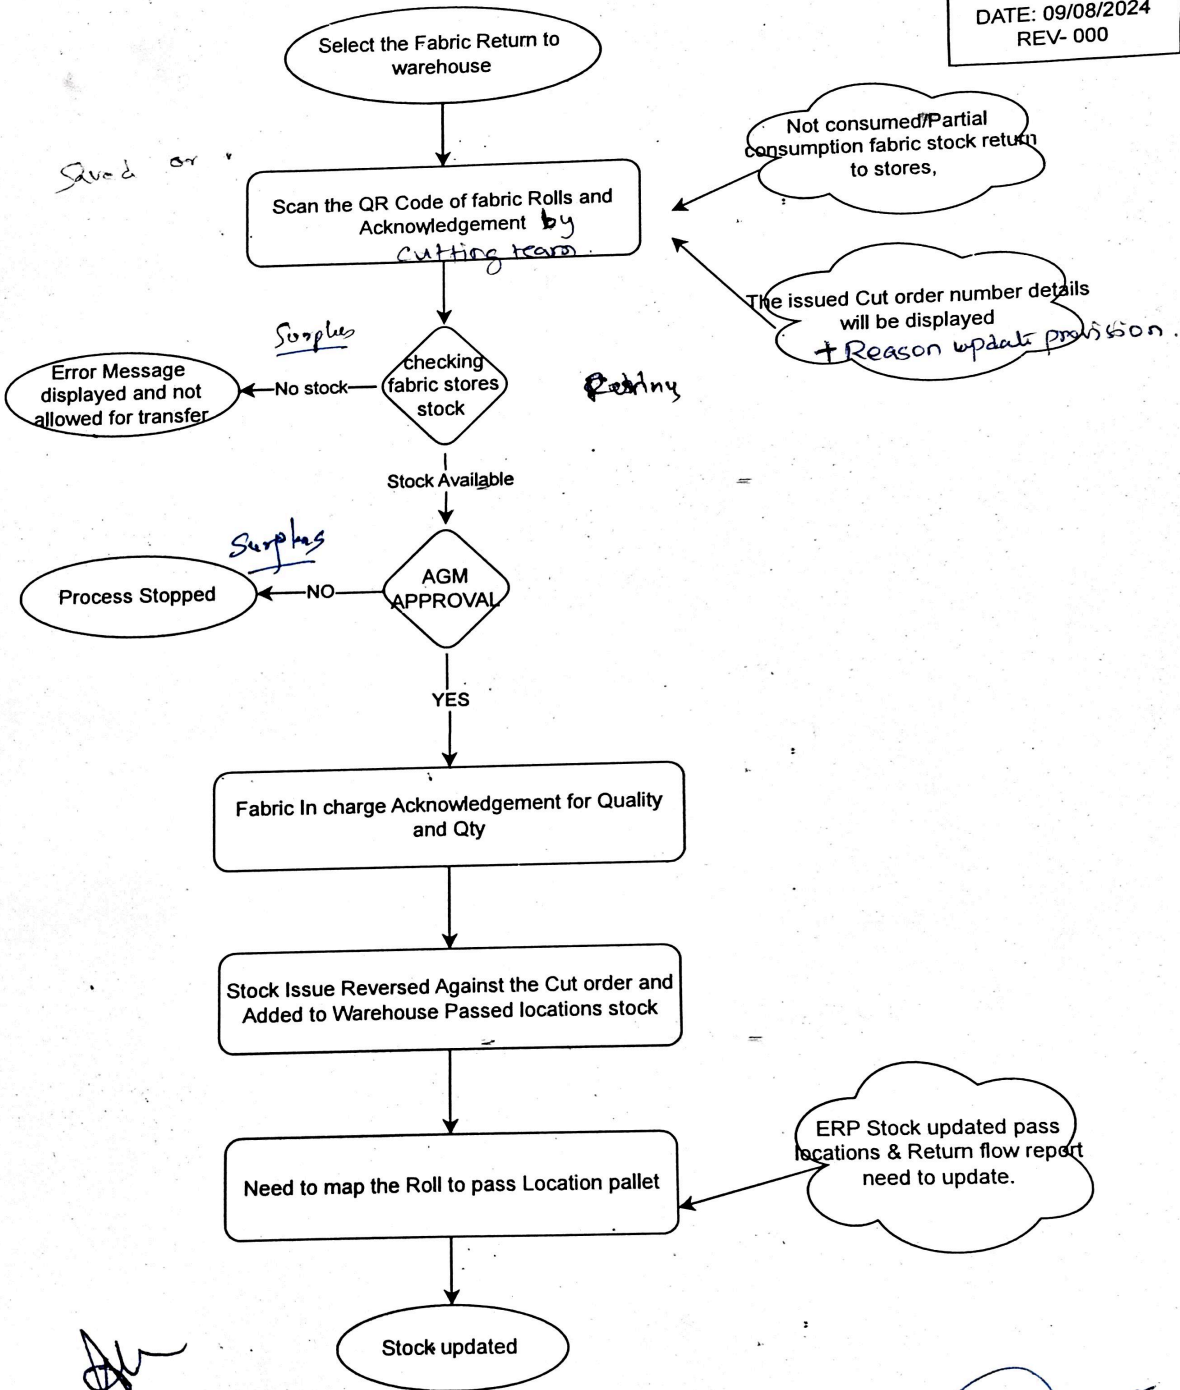 DATE: 09/08/2024
REV- 000
Select the Fabric Return to
warehouse
Not consumed/Partial
consumption fabric stock return
to stores,
Saved or
Scan the QR Code of fabric Rolls and
Acknowledgement by
cutting team.
The issued Cut order number details
will be displayed
+ Reason update provission.
Surplus
checking
fabric stores
stock
No stock
Error Message
displayed and not
allowed for transfer
Stock Available
Surplus
AGM
APPROVAL
NO
Process Stopped
YES
Fabric In charge Acknowledgement for Quality
and Qty
Stock Issue Reversed Against the Cut order and
Added to Warehouse Passed locations stock
ERP Stock updated pass
locations & Return flow report
need to update.
Need to map the Roll to pass Location pallet
Stock updated